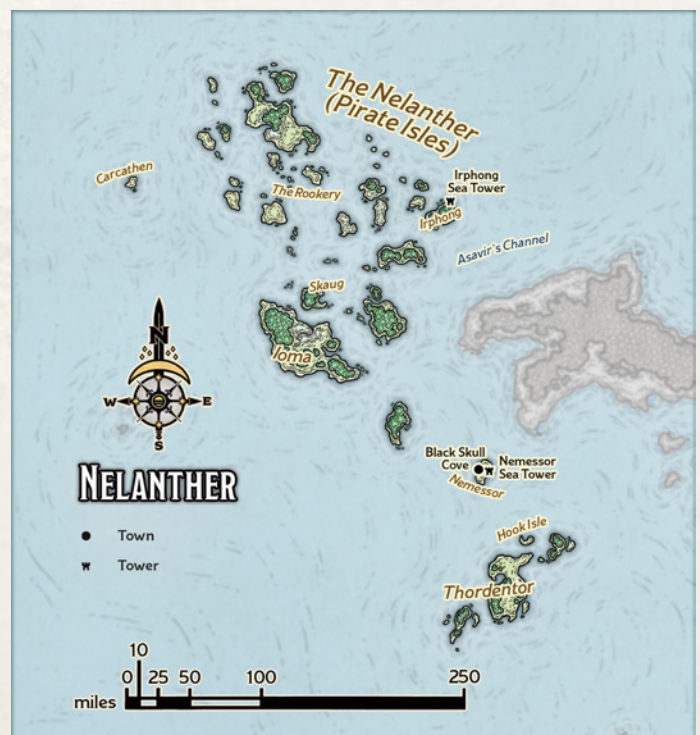 The Nelanther
(Pirate Isles)
Carcathen
The Rookery
Irphong
Sea Tower
Irphong
Asavir's Channel
Skaug
Ioma
N
W
E
S
Black Skull
Cove
Nemessor
Sea Tower
Nemessor
NELANTHER
Town
Tower
Hook Isle
Thordentor
10
0 25 50 100 250
miles